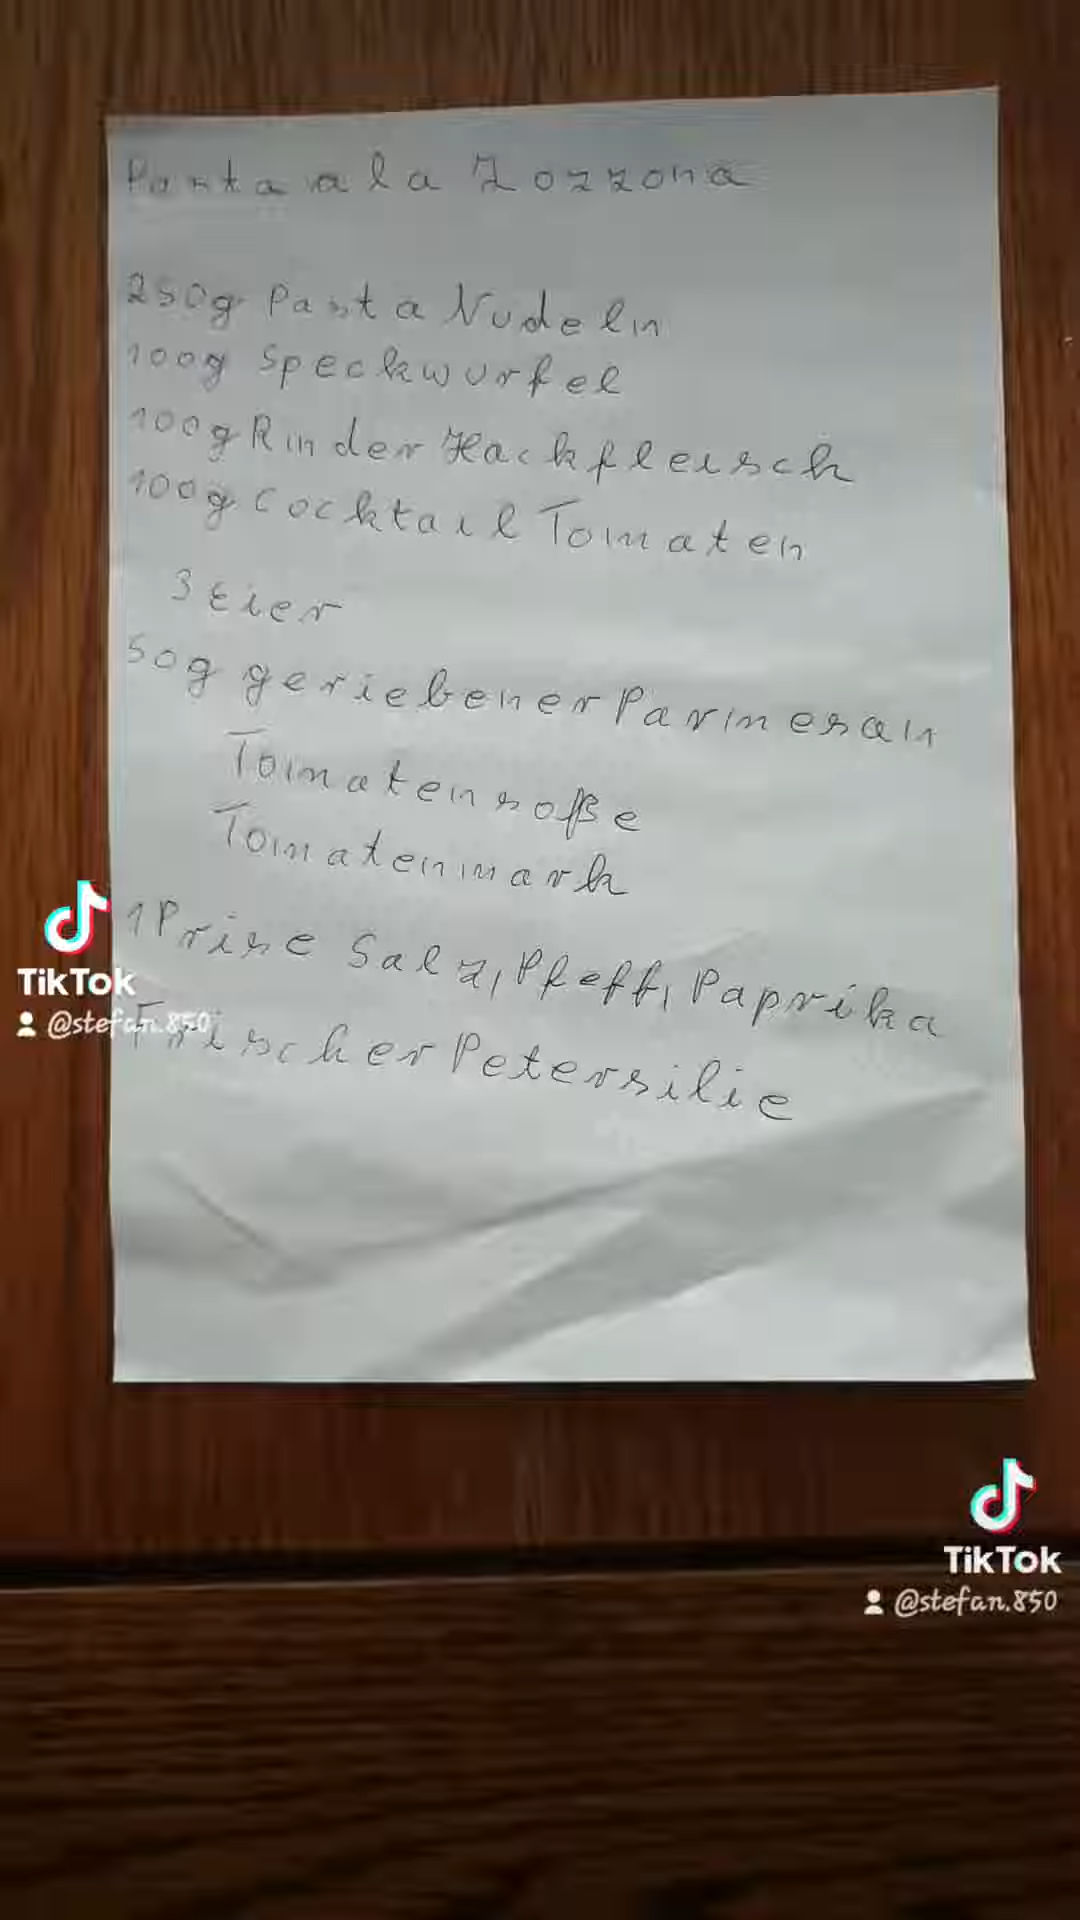 Pasta a la Zozzona
250g Pasta Nudeln
100g Speckwurfel
100g Rinder Hackfleisch
100g Cocktail Tomaten
3 Eier
50g geriebener Parmesan
Tomatensoße
Tomatenmark
1 Prise Salz, Pfeff, Paprika
Frischer Petersilie
TikTok
@stefan.850
TikTok
@stefan.850